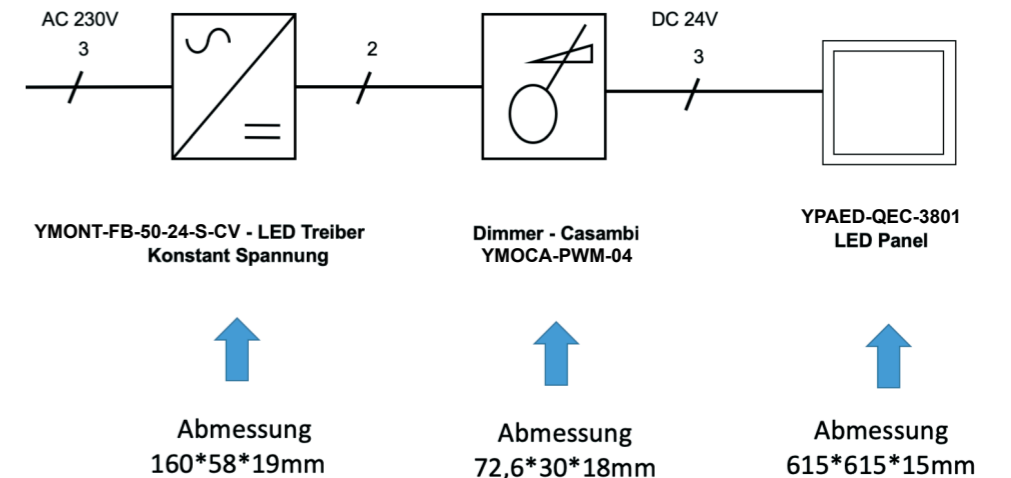 AC 230V
3
2
DC 24V
3
YMONT-FB-50-24-S-CV - LED Treiber
Konstant Spannung
Dimmer - Casambi
YMOCA-PWM-04
YPAED-QEC-3801
LED Panel
Abmessung
160*58*19mm
Abmessung
72,6*30*18mm
Abmessung
615*615*15mm